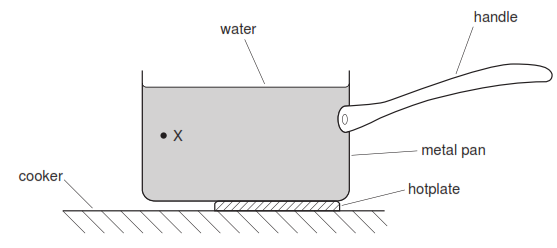 handle
water
X
metal pan
cooker
hotplate